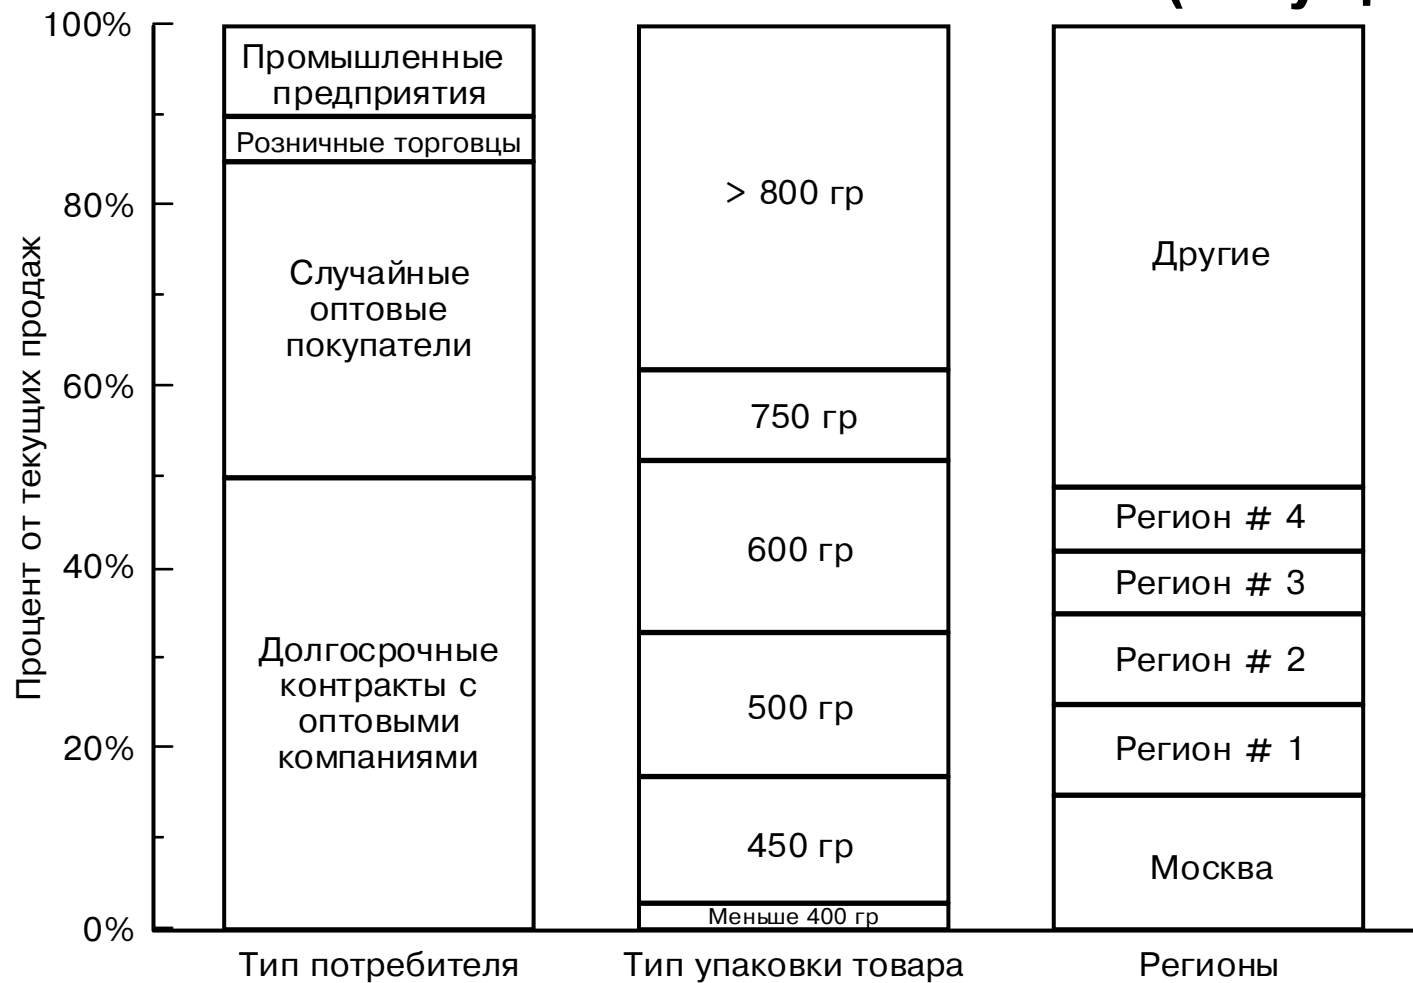 100%
80%
60%
40%
20%
0%
Процент от текущих продаж
Промышленные
предприятия
Розничные торговцы
Случайные
оптовые
покупатели
Долгосрочные
контракты с
оптовыми
компаниями
Тип потребителя
> 800 гр
750 гр
600 гр
500 гр
450 гр
Меньше 400 гр
Тип упаковки товара
Другие
Регион # 4
Регион # 3
Регион # 2
Регион # 1
Москва
Регионы